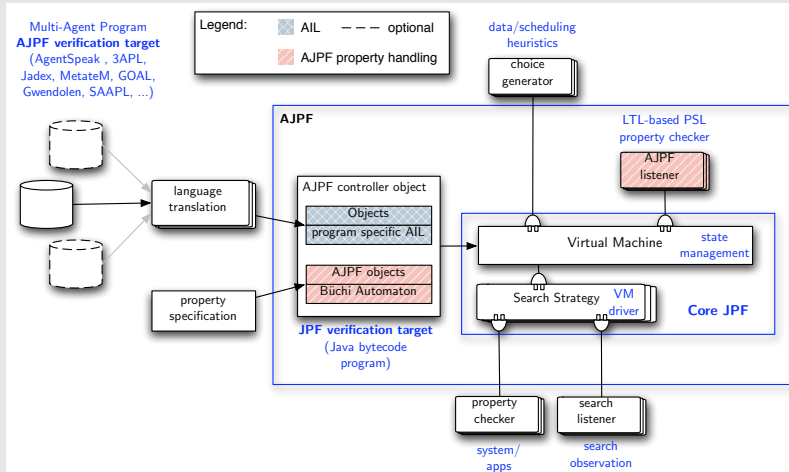 Multi-Agent Program
AJPF verification target
(AgentSpeak , 3APL,
Jadex, MetateM, GOAL,
Gwendolen, SAAPL, ...)
Legend:
AIL
optional
AJPF property handling
data/scheduling
heuristics
choice
generator
AJPF
LTL-based PSL
property checker
AJPF
listener
language
translation
AJPF controller object
Objects
program specific AIL
AJPF objects
Büchi Automaton
property
specification
JPF verification target
(Java bytecode
program)
Virtual Machine
state
management
Search Strategy
VM
driver
Core JPF
property
checker
search
listener
system/
apps
search
observation